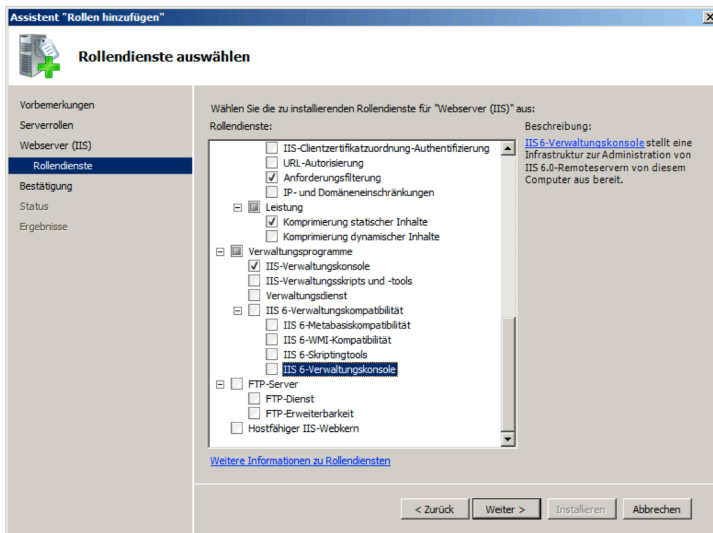 Assistent "Rollen hinzufügen"
Rollendienste auswählen
Vorbemerkungen
Serverrollen
Webserver (IIS)
Rollendienste
Bestätigung
Status
Ergebnisse
Wählen Sie die zu installierenden Rollendienste für "Webserver (IIS)" aus:
Rollendienste:
IIS-Clientzertifikatzuordnung-Authentifizierung
URL-Autorisierung
Anforderungsfilterung
IP- und Domäneneinschränkungen
Leistung
Komprimierung statischer Inhalte
Komprimierung dynamischer Inhalte
Verwaltungsprogramme
IIS-Verwaltungskonsole
IIS-Verwaltungsskripts und -tools
Verwaltungsdienst
IIS 6-Verwaltungskompatibilität
IIS 6-Metabasiskompatibilität
IIS 6-WMI-Kompatibilität
IIS 6-Skriptingtools
IIS 6-Verwaltungskonsole
FTP-Server
FTP-Dienst
FTP-Erweiterbarkeit
Hostfähiger IIS-Webkern
Weitere Informationen zu Rollendiensten
Beschreibung:
IIS 6-Verwaltungskonsole stellt eine
Infrastruktur zur Administration von
IIS 6.0-Remoteservern von diesem
Computer aus bereit.
< Zurück
Weiter >
Installieren
Abbrechen